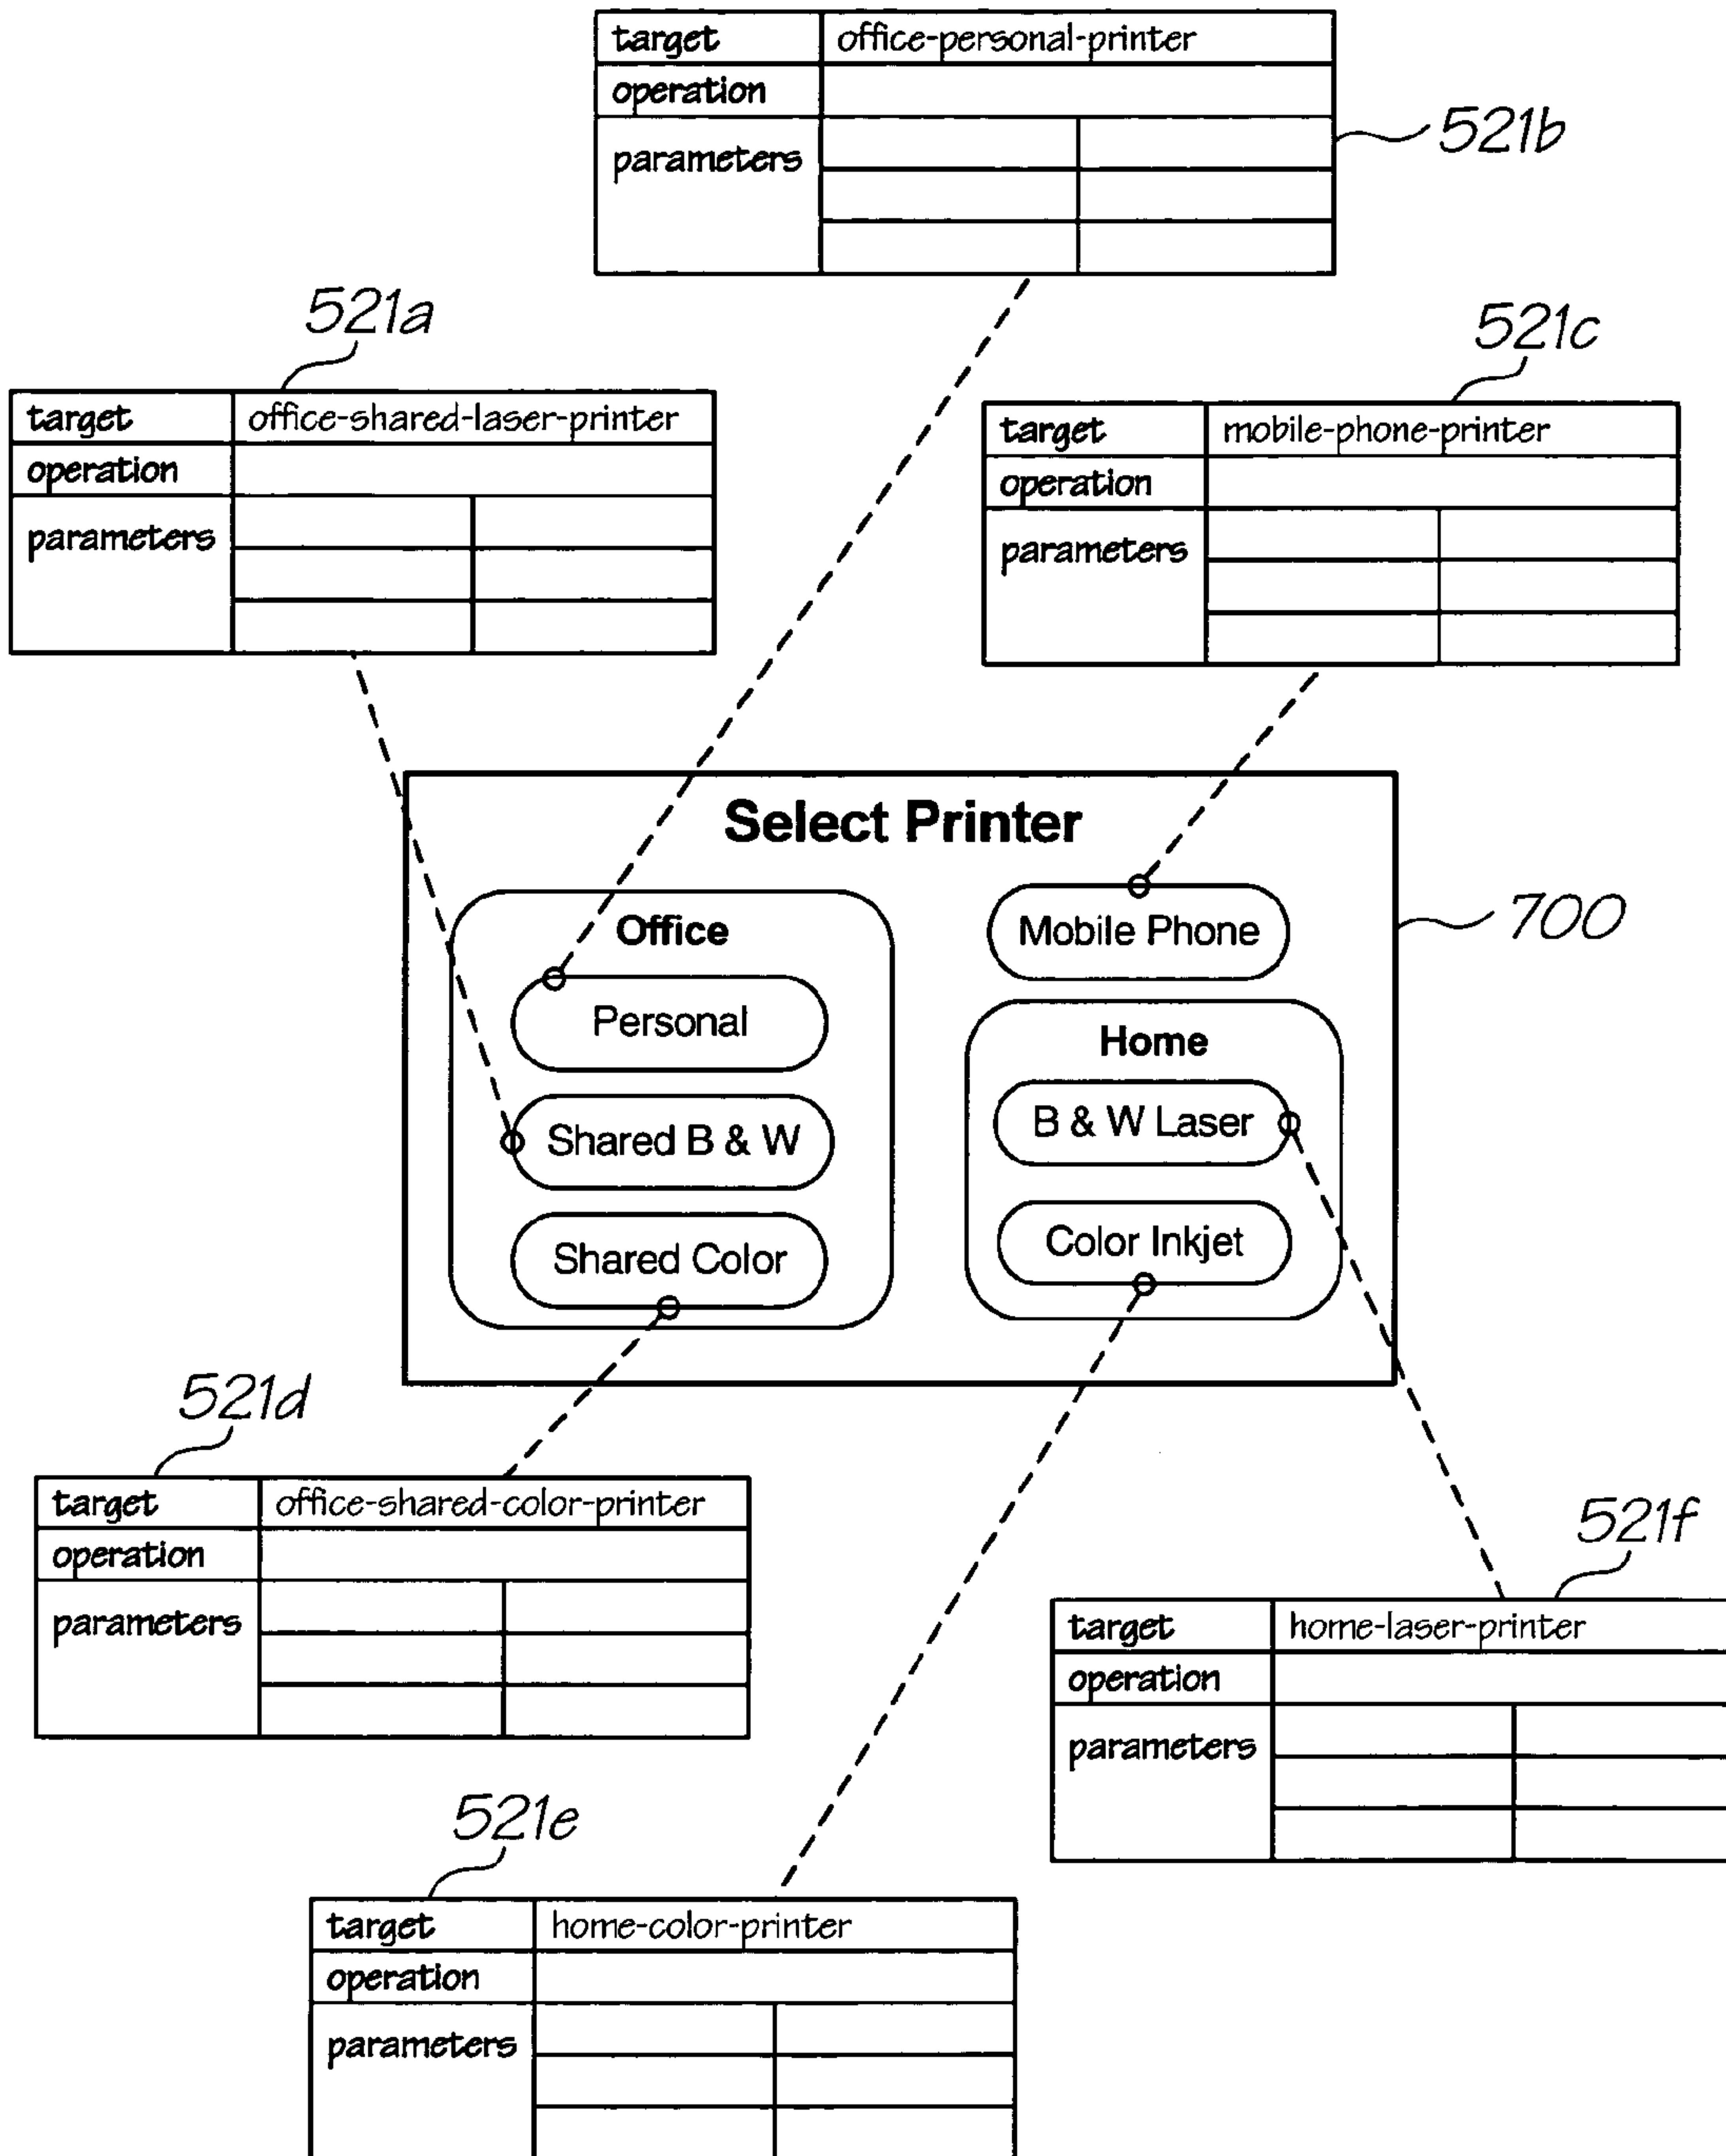 target office-personal-printer
operation
parameters
521b
521a
target office-shared-laser-printer
operation
parameters
521c
target mobile-phone-printer
operation
parameters
Select Printer
700
Office
Personal
Shared B & W
Shared Color
Mobile Phone
Home
B & W Laser
Color Inkjet
521d
target office-shared-color-printer
operation
parameters
521f
target home-laser-printer
operation
parameters
521e
target home-color-printer
operation
parameters